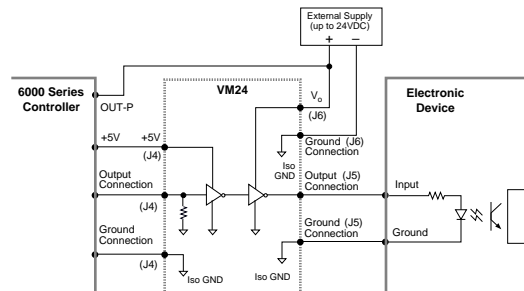 External Supply
(up to 24VDC)
+ −
6000 Series
Controller
VM24
Electronic
Device
OUT-P
Vo
(J6)
+5V +5V
(J4)
Iso
GND
Ground (J6)
Connection
Output
Connection
(J4)
Output (J5)
Connection
Input
Ground
Connection
(J4)
Iso GND
Iso GND
Ground (J5)
Connection
Ground